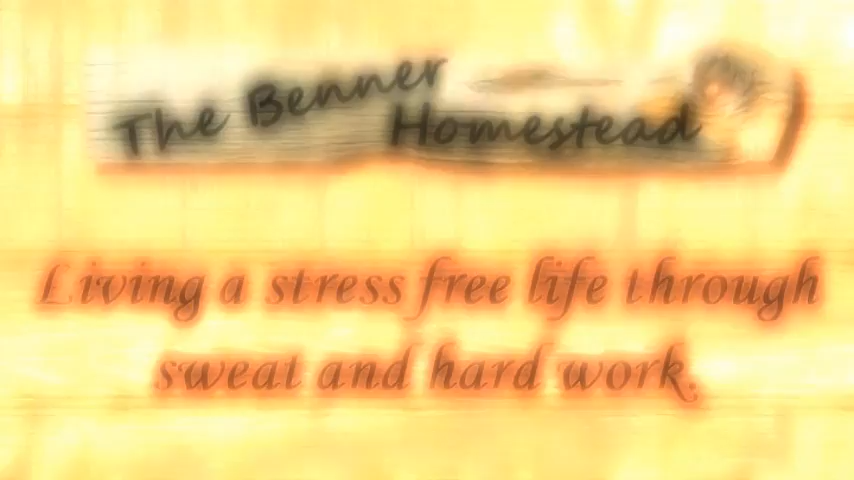 The Benner
Homestead
Living a stress free life through
sweat and hard work.